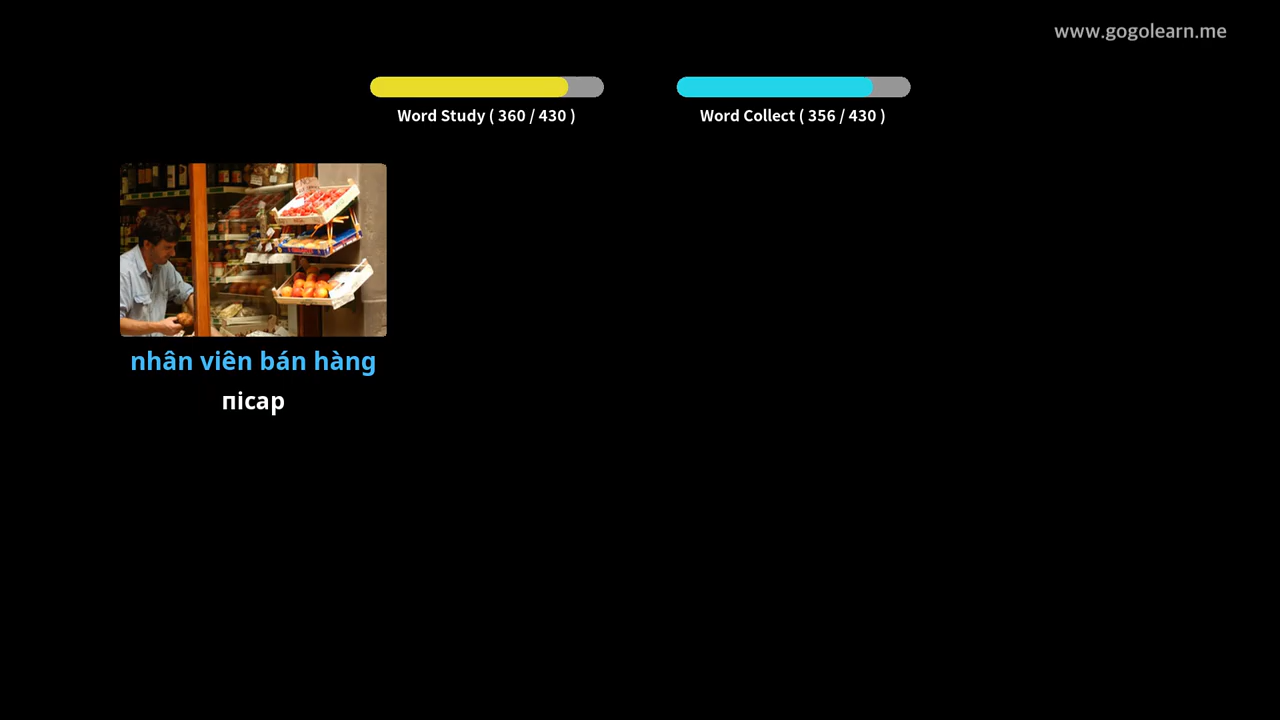 www.gogolearn.me
Word Study ( 360 / 430 )
Word Collect ( 356 / 430 )
nhân viên bán hàng
пісар